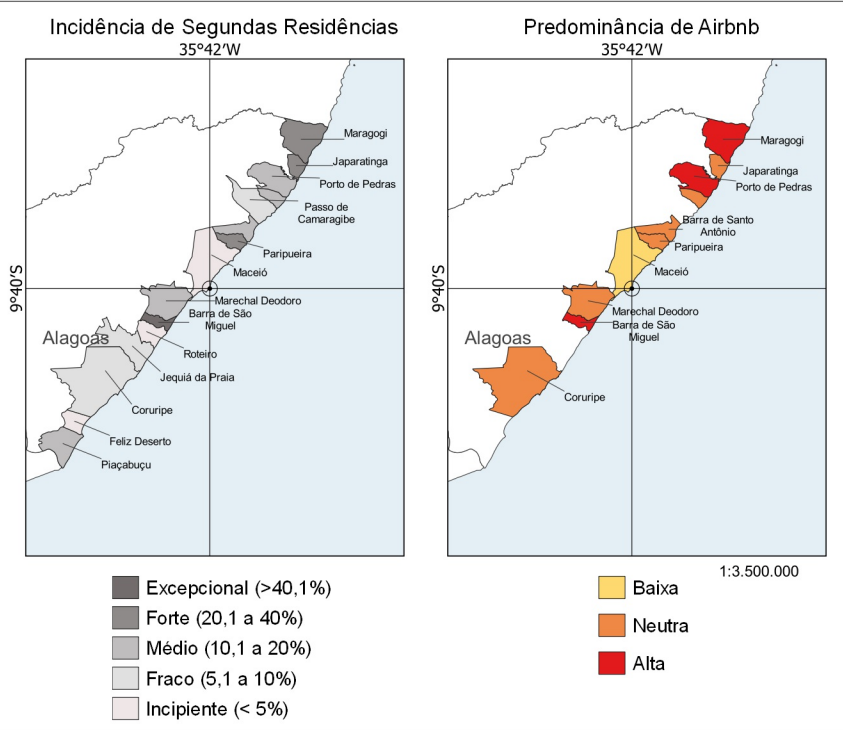 Incidência de Segundas Residências
35°42′W
Maragogi
Japaratinga
Porto de Pedras
Passo de
Camaragibe
Paripueira
Maceió
9°40′S
Marechal Deodoro
Barra de São
Miguel
Alagoas
Roteiro
Jequiá da Praia
Coruripe
Feliz Deserto
Piaçabuçu
Excepcional (>40,1%)
Forte (20,1 a 40%)
Médio (10,1 a 20%)
Fraco (5,1 a 10%)
Incipiente (< 5%)
Predominância de Airbnb
35°42′W
Maragogi
Japaratinga
Porto de Pedras
Barra de Santo
Antônio
Paripueira
Maceió
9°40′S
Marechal Deodoro
Barra de São
Miguel
Alagoas
Coruripe
1:3.500.000
Baixa
Neutra
Alta